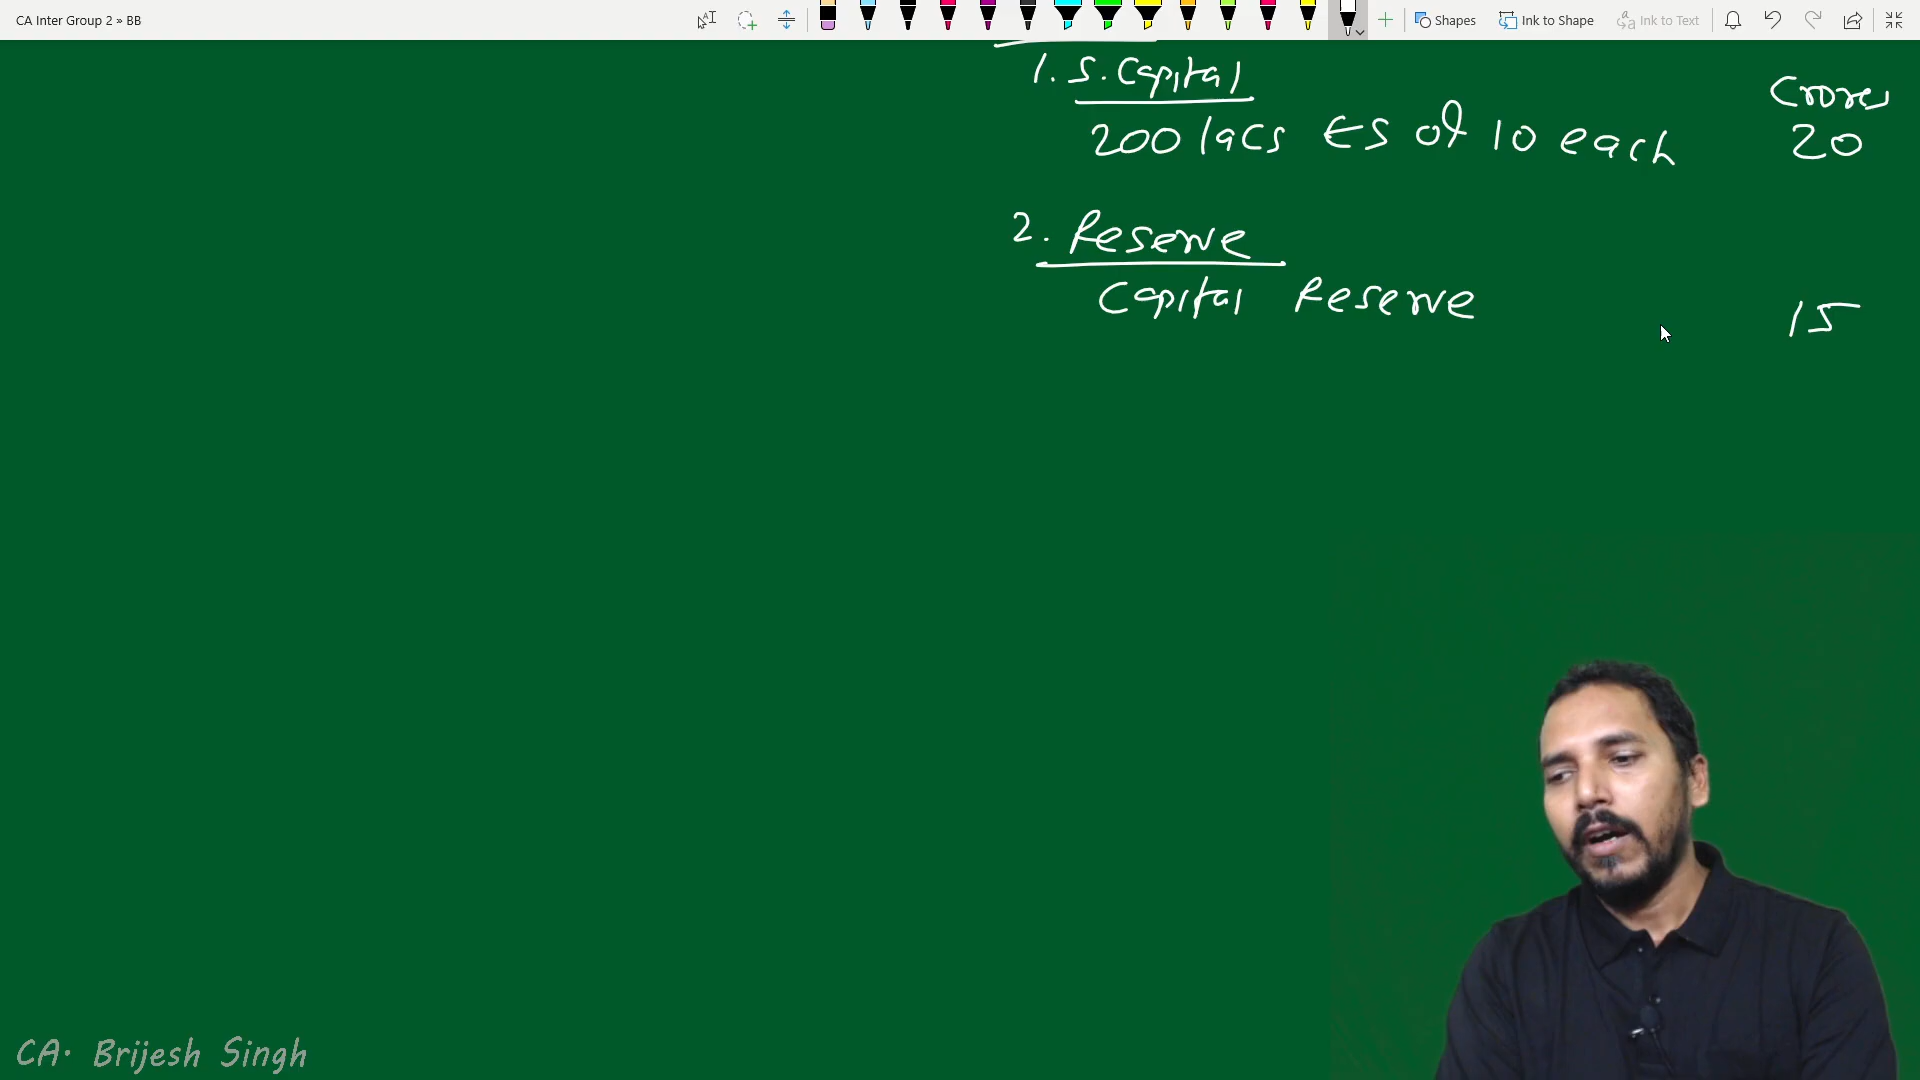 CA Inter Group 2 » BB
Shapes
Ink to Shape
Ink to Text
1. S. Capital
Crores
200 lacs ES of 10 each 20
2. Reserve
Capital Reserve 15
CA. Brijesh Singh